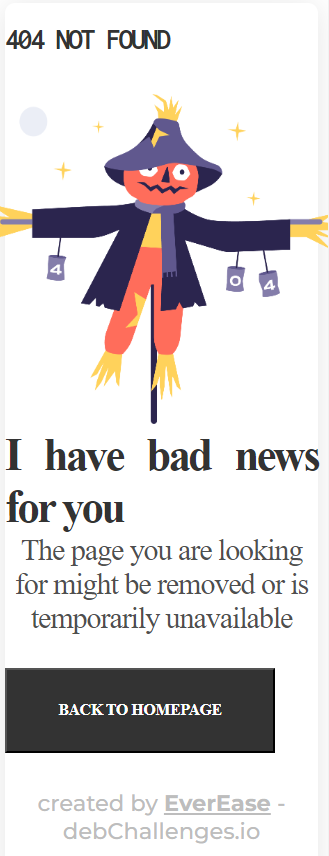 404 NOT FOUND
4
0
4
I have bad news
for you
The page you are looking
for might be removed or is
temporarily unavailable
BACK TO HOMEPAGE
created by EverEase -
debChallenges.io